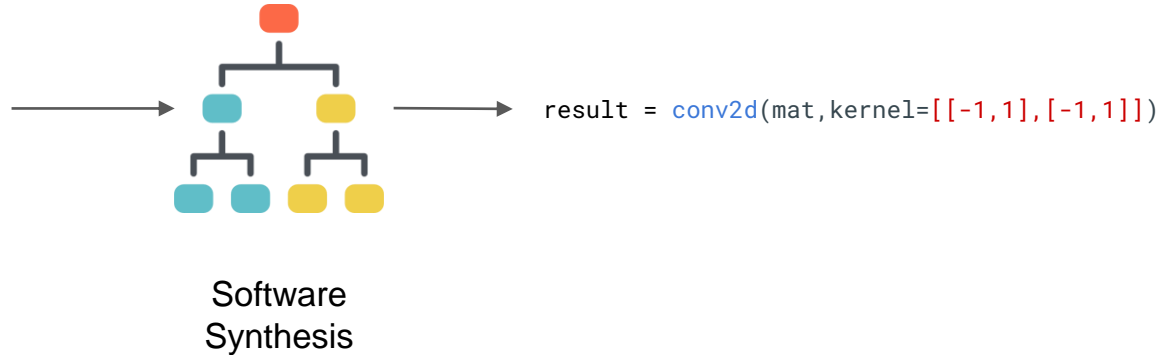 result = conv2d(mat,kernel=[[-1,1],[-1,1]])
Software
Synthesis